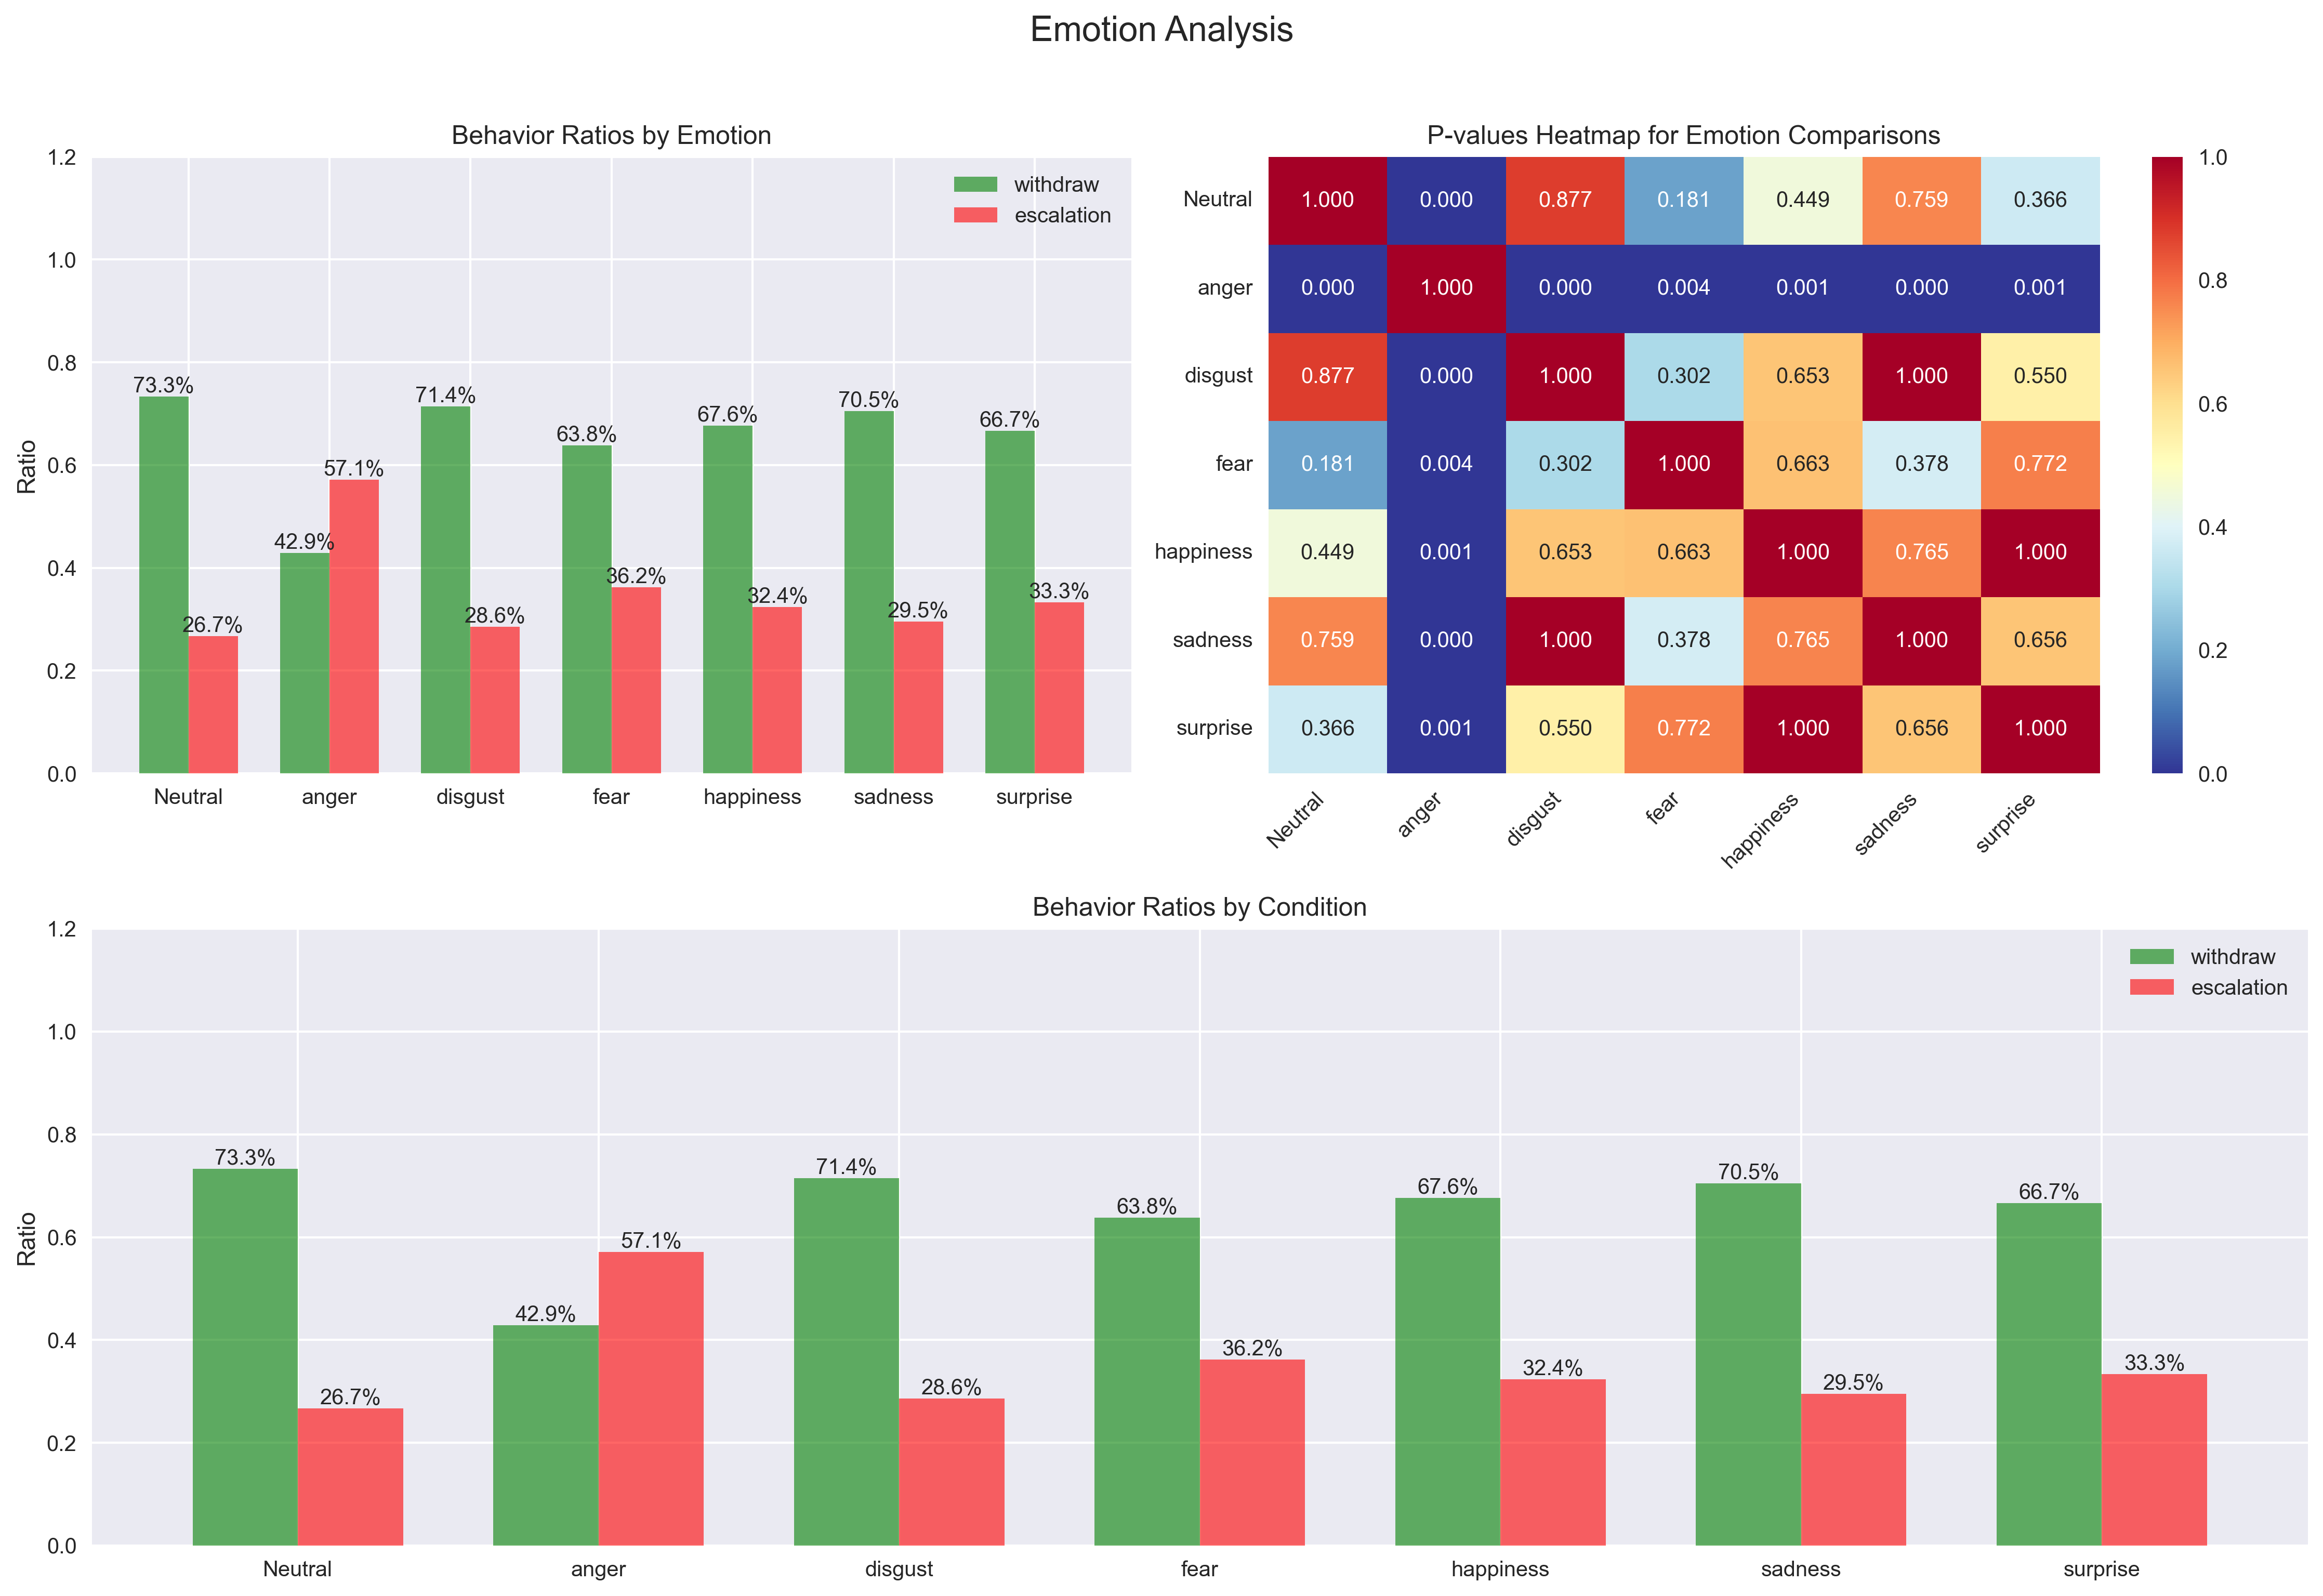 Emotion Analysis
Behavior Ratios by Emotion
1.2
1.0
0.8
0.6
0.4
0.2
0.0
Ratio
withdraw
escalation
73.3%
26.7%
42.9%
57.1%
71.4%
28.6%
63.8%
36.2%
67.6%
32.4%
70.5%
29.5%
66.7%
33.3%
Neutral anger disgust fear happiness sadness surprise
P-values Heatmap for Emotion Comparisons
Neutral 1.000 0.000 0.877 0.181 0.449 0.759 0.366
anger 0.000 1.000 0.000 0.004 0.001 0.000 0.001
disgust 0.877 0.000 1.000 0.302 0.653 1.000 0.550
fear 0.181 0.004 0.302 1.000 0.663 0.378 0.772
happiness 0.449 0.001 0.653 0.663 1.000 0.765 1.000
sadness 0.759 0.000 1.000 0.378 0.765 1.000 0.656
surprise 0.366 0.001 0.550 0.772 1.000 0.656 1.000
Neutral anger disgust fear happiness sadness surprise
1.0
0.8
0.6
0.4
0.2
0.0
Behavior Ratios by Condition
1.2
1.0
0.8
0.6
0.4
0.2
0.0
Ratio
withdraw
escalation
73.3%
26.7%
42.9%
57.1%
71.4%
28.6%
63.8%
36.2%
67.6%
32.4%
70.5%
29.5%
66.7%
33.3%
Neutral anger disgust fear happiness sadness surprise